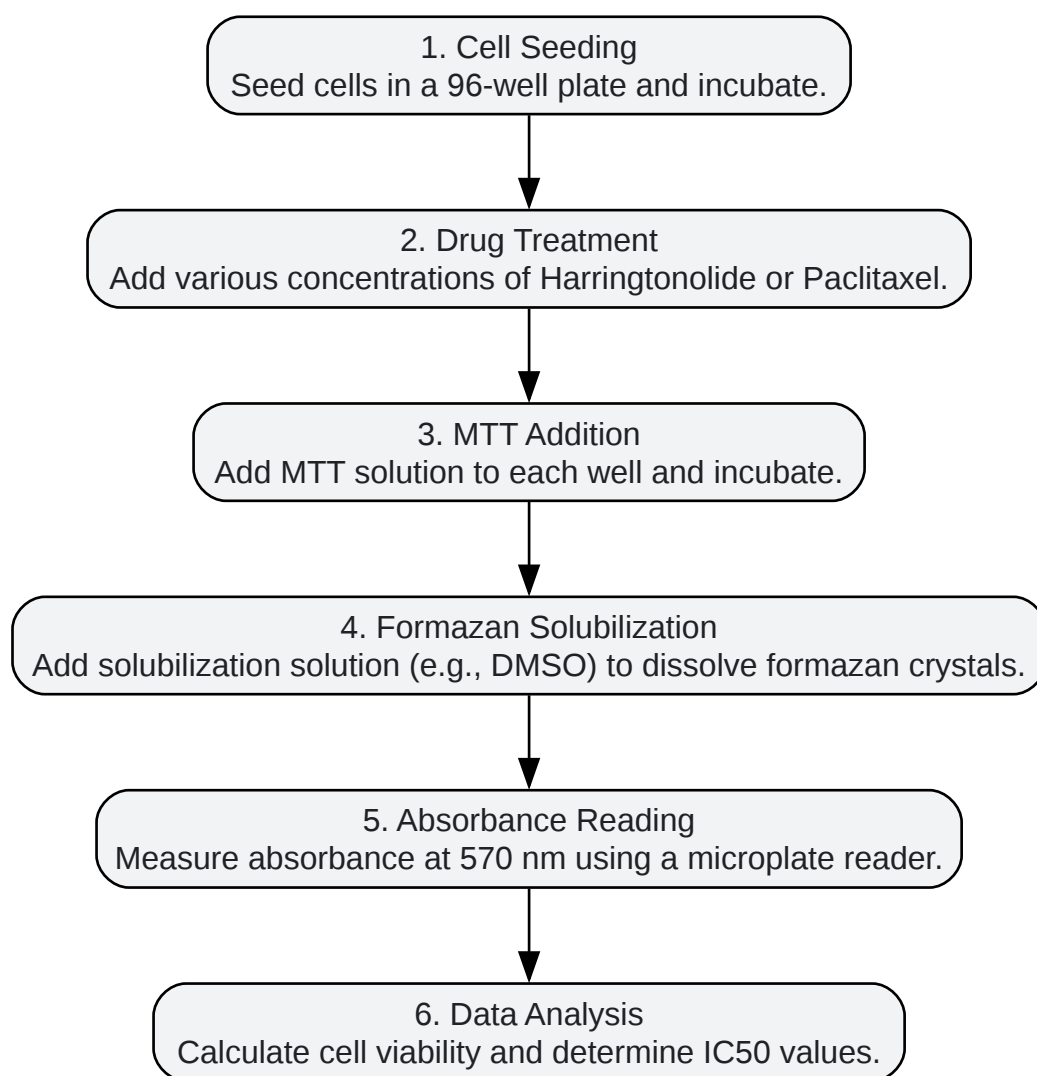 1. Cell Seeding
Seed cells in a 96-well plate and incubate.
2. Drug Treatment
Add various concentrations of Harringtonolide or Paclitaxel.
3. MTT Addition
Add MTT solution to each well and incubate.
4. Formazan Solubilization
Add solubilization solution (e.g., DMSO) to dissolve formazan crystals.
5. Absorbance Reading
Measure absorbance at 570 nm using a microplate reader.
6. Data Analysis
Calculate cell viability and determine IC50 values.